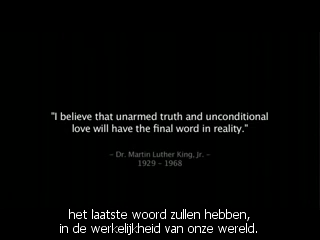 "I believe that unarmed truth and unconditional
love will have the final word in reality."
– Dr. Martin Luther King, Jr. –
1929 – 1968
het laatste woord zullen hebben,
in de werkelijkheid van onze wereld.